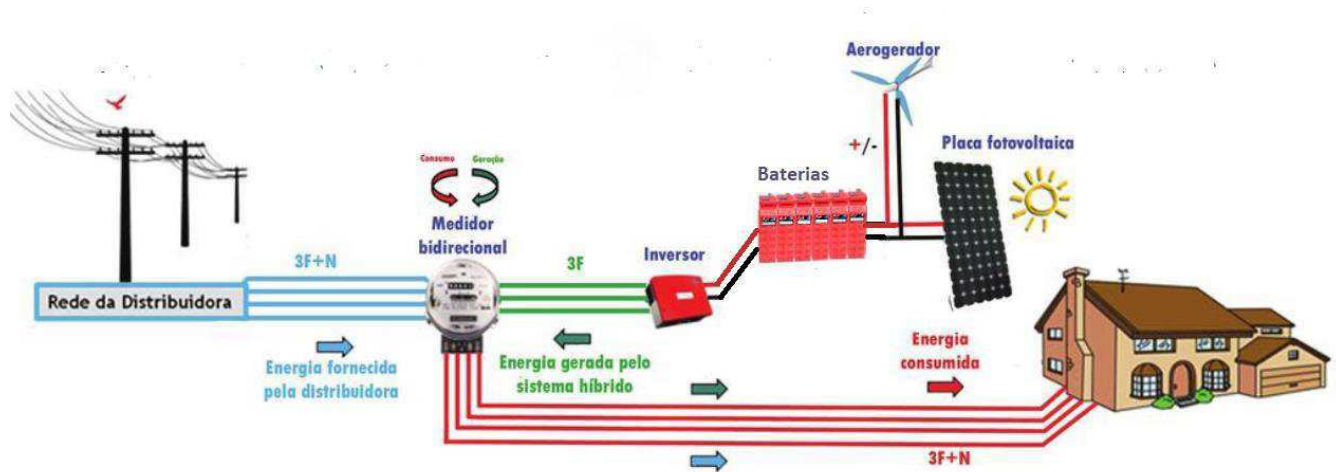 Aerogerador
+/-
Placa fotovoltaica
Consumo
Geração
Baterias
Medidor
bidirecional
Inversor
3F+N
3F
Rede da Distribuidora
Energia fornecida
pela distribuidora
Energia gerada pelo
sistema híbrido
Energia
consumida
3F+N